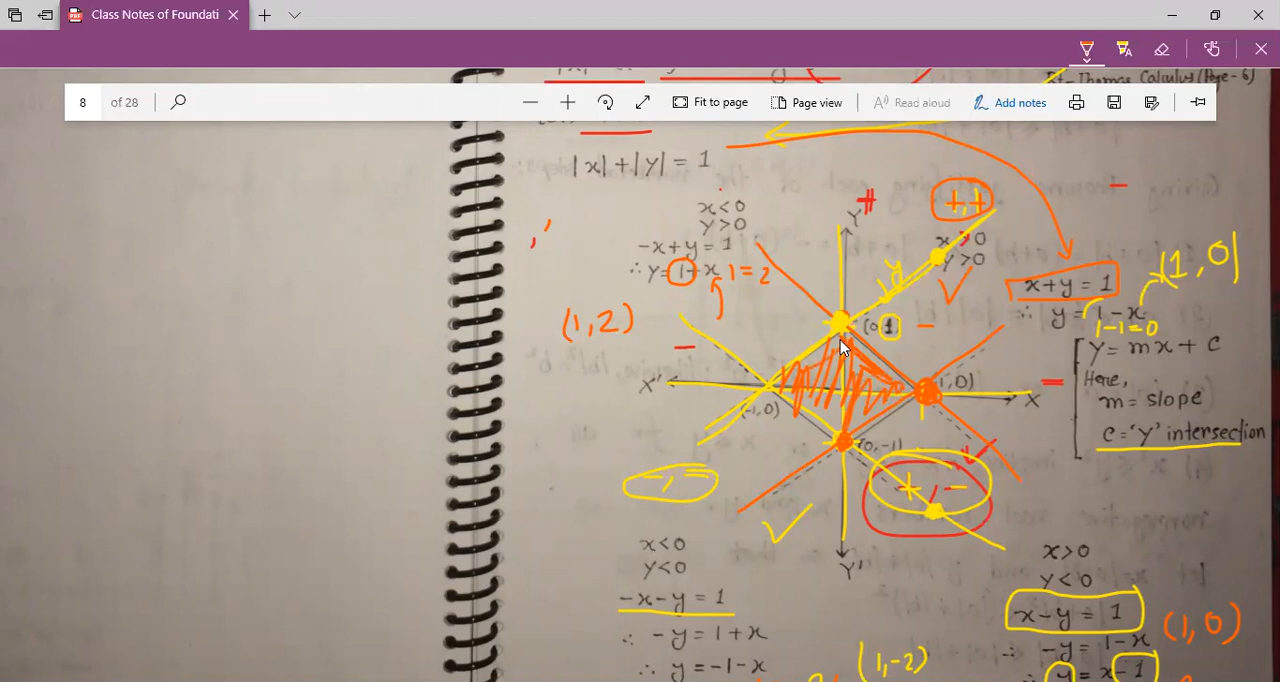 Class Notes of Foundati
8 of 28
Fit to page
Page view
Read aloud
Add notes
Thomas Calculus (Page-6)
|x|+|y| = 1
x<0
y>0
-x+y = 1
∴ y = 1+x
1 = 2
(1,2)
Y
+,+
y
x>0
y>0
x+y = 1
∴ y = 1-x
1-1=0
(1,0)
(0,1)
y = mx + c
Here,
m = slope
c = 'Y' intersection
X'
(-1,0)
(1,0)
X
(0,-1)
-, -
+, -
Y'
x<0
y<0
-x-y = 1
∴ -y = 1+x
∴ y = -1-x
x>0
y<0
x-y = 1
∴ -y = 1-x
∴ y = x-1
(1,0)
(1,-2)